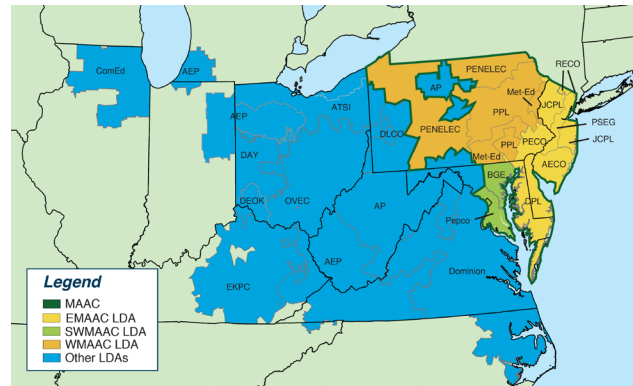 ComEd
AEP
PENELEC
RECO
Met-Ed
JCPL
AP
PPL
PSEG
ATSI
AEP
DLCO
PENELEC
JCPL
PPL
PECO
DAY
Met-Ed
AECO
BGE
DEOK
OVEC
AP
DPL
Pepco
AEP
Dominion
EKPC
Legend
MAAC
EMAAC LDA
SWMAAC LDA
WMAAC LDA
Other LDAs